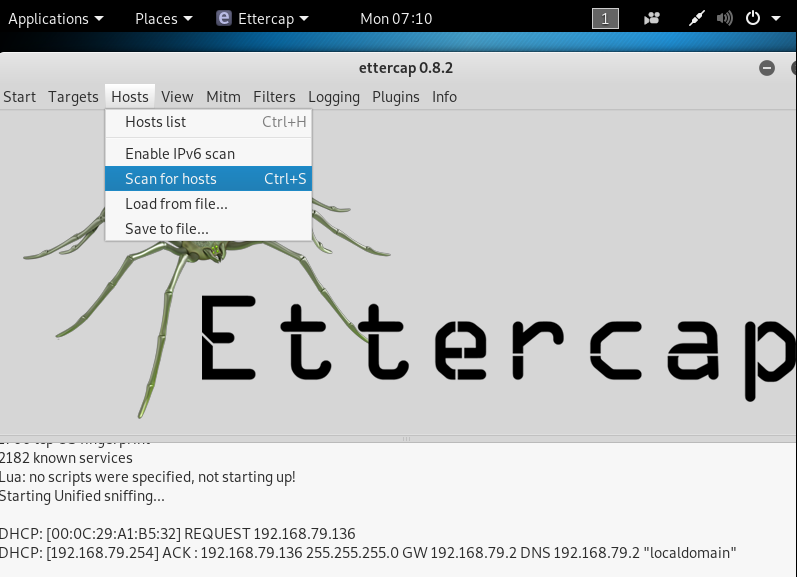 Applications Places Ettercap Mon 07:10 1
ettercap 0.8.2
Start Targets Hosts View Mitm Filters Logging Plugins Info
Hosts list Ctrl+H
Enable IPv6 scan
Scan for hosts Ctrl+S
Load from file...
Save to file...
Ettercap
2182 known services
Lua: no scripts were specified, not starting up!
Starting Unified sniffing...
DHCP: [00:0C:29:A1:B5:32] REQUEST 192.168.79.136
DHCP: [192.168.79.254] ACK : 192.168.79.136 255.255.255.0 GW 192.168.79.2 DNS 192.168.79.2 "localdomain"